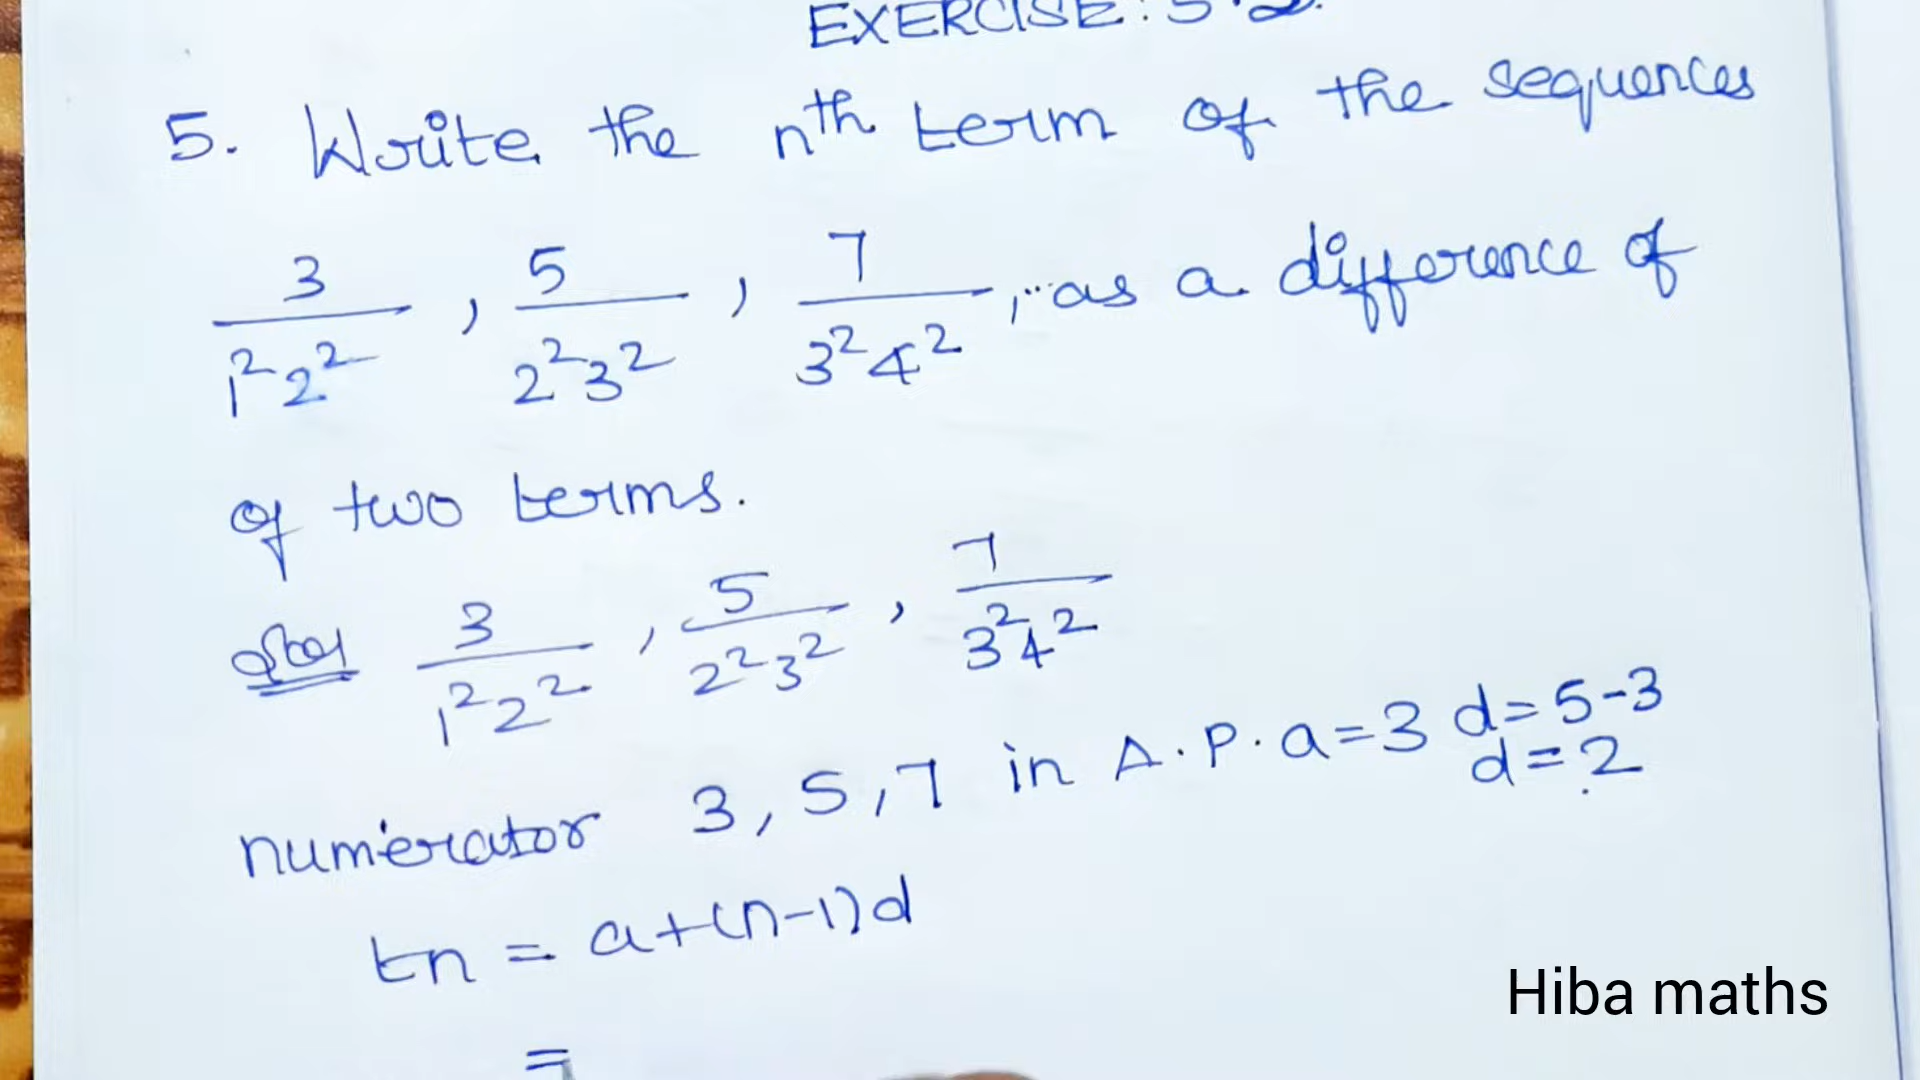 EXERCISE: 5.2.
5. Write the nth term of the sequences
3/1²2², 5/2²3², 7/3²4², ... as a difference of
of two terms.
Sol 3/1²2², 5/2²3², 7/3²4²
numerator 3, 5, 7 in A.P. a=3 d=5-3
d=2
tn = a+(n-1)d
=
Hiba maths